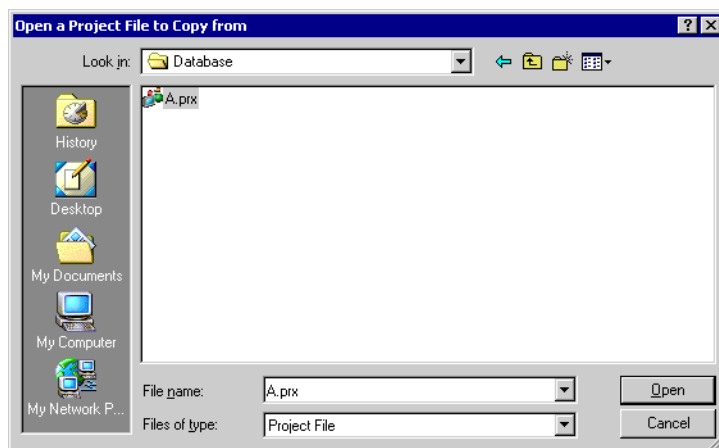 Open a Project File to Copy from
Look in: Database
A.prx
History
Desktop
My Documents
My Computer
My Network P...
File name: A.prx Open
Files of type: Project File Cancel